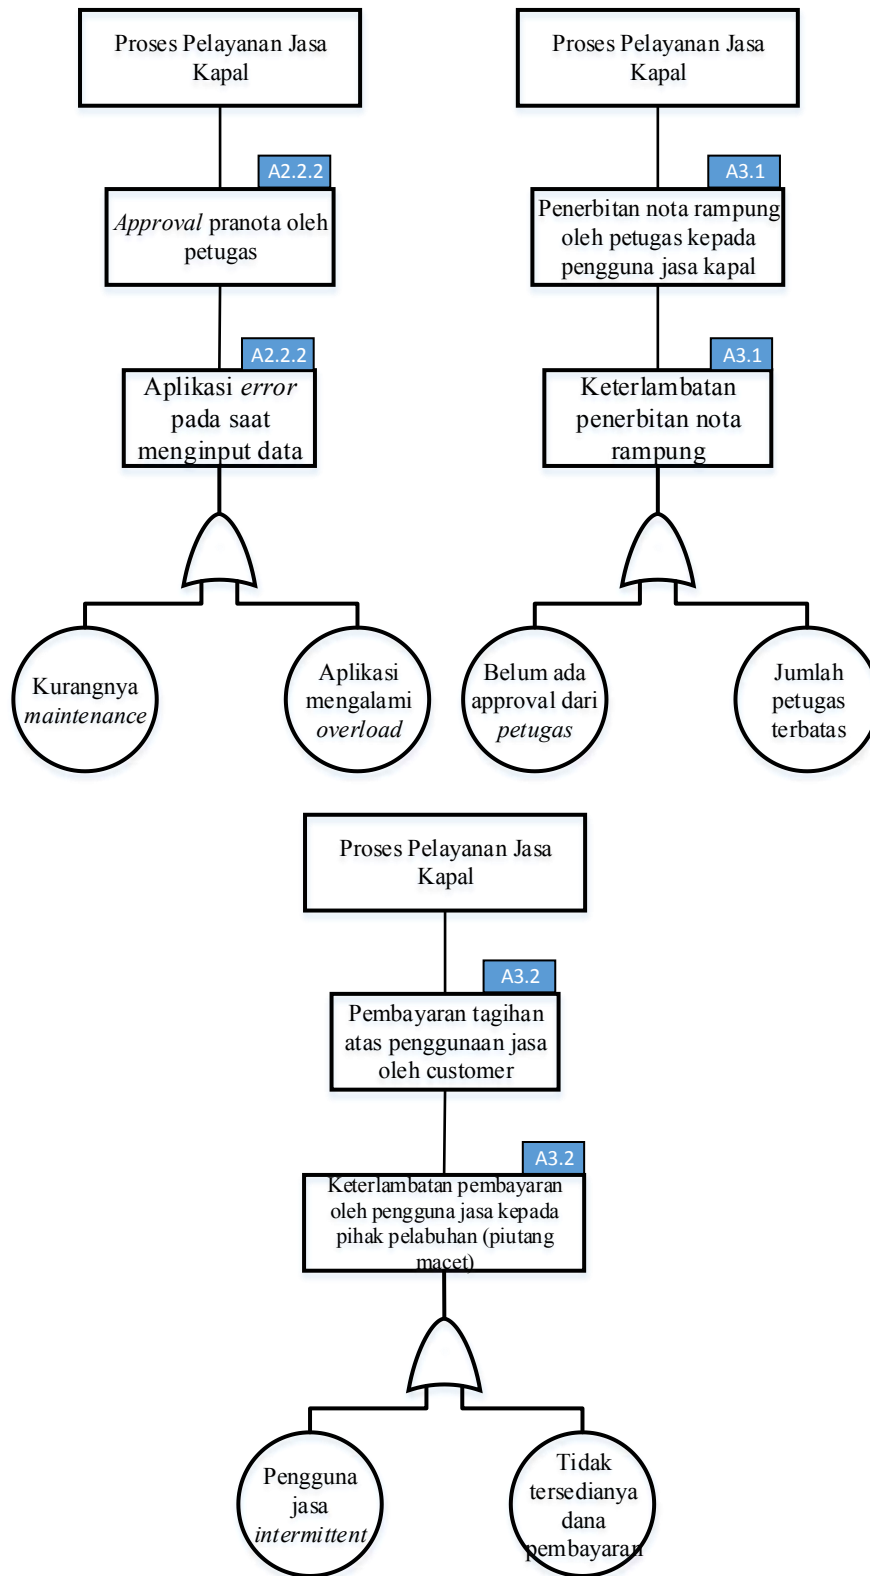 Proses Pelayanan Jasa
Kapal
A2.2.2
Approval pranota oleh
petugas
A2.2.2
Aplikasi error
pada saat
menginput data
Kurangnya
maintenance
Aplikasi
mengalami
overload
Proses Pelayanan Jasa
Kapal
A3.1
Penerbitan nota rampung
oleh petugas kepada
pengguna jasa kapal
A3.1
Keterlambatan
penerbitan nota
rampung
Belum ada
approval dari
petugas
Jumlah
petugas
terbatas
Proses Pelayanan Jasa
Kapal
A3.2
Pembayaran tagihan
atas penggunaan jasa
oleh customer
A3.2
Keterlambatan pembayaran
oleh pengguna jasa kepada
pihak pelabuhan (piutang
macet)
Pengguna
jasa
intermittent
Tidak
tersedianya
dana
pembayaran